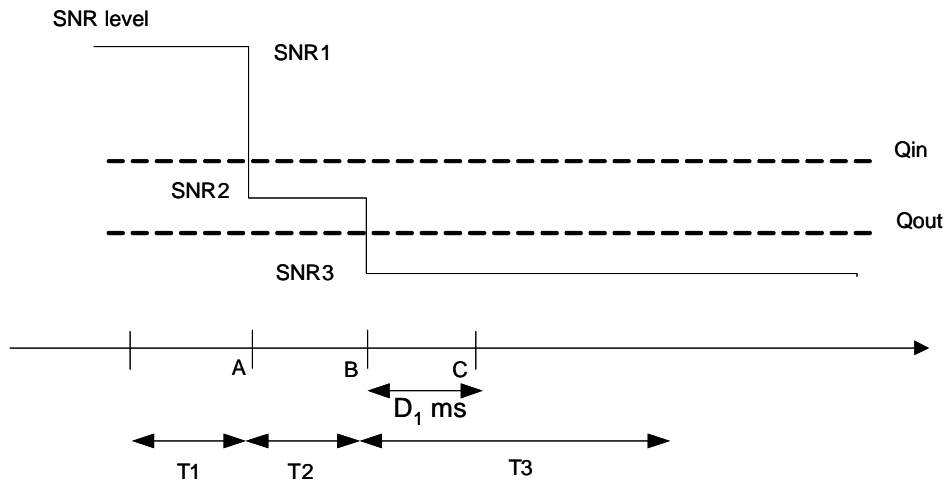 SNR level
SNR1
Qin
SNR2
Qout
SNR3
A B C
D₁ ms
T1 T2 T3